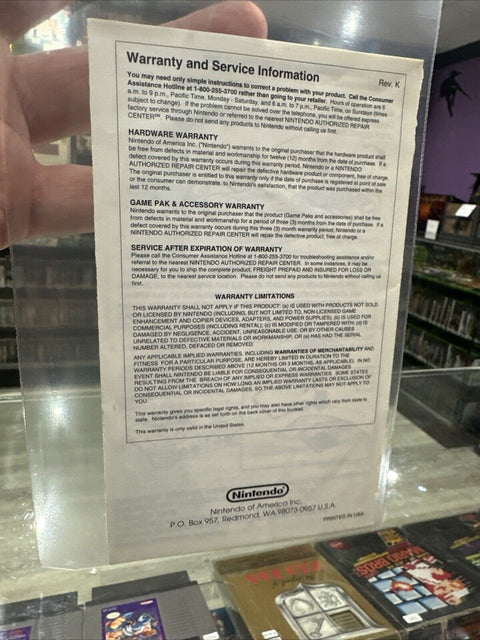 Warranty and Service Information
Rev. K
You may need only simple instructions to correct a problem with your product. Call the Consumer
Assistance Hotline at 1-800-255-3700 rather than going to your retailer. Hours of operation are 6
a.m. to 9 p.m., Pacific Time, Monday - Saturday, and 6 a.m. to 7 p.m., Pacific Time, on Sundays (times
subject to change). If the problem cannot be solved over the telephone, you will be offered express
factory service through Nintendo or referred to the nearest NINTENDO AUTHORIZED REPAIR
CENTER℠. Please do not send any products to Nintendo without calling us first.
HARDWARE WARRANTY
Nintendo of America Inc. ("Nintendo") warrants to the original purchaser that the hardware product shall
be free from defects in material and workmanship for twelve (12) months from the date of purchase. If a
defect covered by this warranty occurs during this warranty period, Nintendo or a NINTENDO
AUTHORIZED REPAIR CENTER will repair the defective hardware product or component, free of charge.
The original purchaser is entitled to this warranty only if the date of purchase is registered at point of sale
or the consumer can demonstrate, to Nintendo's satisfaction, that the product was purchased within the
last 12 months.
GAME PAK & ACCESSORY WARRANTY
Nintendo warrants to the original purchaser that the product (Game Paks and accessories) shall be free
from defects in material and workmanship for a period of three (3) months from the date of purchase. If a
defect covered by this warranty occurs during this three (3) month warranty period, Nintendo or a
NINTENDO AUTHORIZED REPAIR CENTER will repair the defective product, free of charge.
SERVICE AFTER EXPIRATION OF WARRANTY
Please call the Consumer Assistance Hotline at 1-800-255-3700 for troubleshooting assistance and/or
referral to the nearest NINTENDO AUTHORIZED REPAIR CENTER. In some instances, it may be
necessary for you to ship the complete product, FREIGHT PREPAID AND INSURED FOR LOSS OR
DAMAGE, to the nearest service location. Please do not send any products to Nintendo without calling us
first.
WARRANTY LIMITATIONS
THIS WARRANTY SHALL NOT APPLY IF THIS PRODUCT: (a) IS USED WITH PRODUCTS NOT SOLD
OR LICENSED BY NINTENDO (INCLUDING, BUT NOT LIMITED TO, NON-LICENSED GAME
ENHANCEMENT AND COPIER DEVICES, ADAPTERS, AND POWER SUPPLIES); (b) IS USED FOR
COMMERCIAL PURPOSES (INCLUDING RENTAL); (c) IS MODIFIED OR TAMPERED WITH; (d) IS
DAMAGED BY NEGLIGENCE, ACCIDENT, UNREASONABLE USE, OR BY OTHER CAUSES
UNRELATED TO DEFECTIVE MATERIALS OR WORKMANSHIP; OR (e) HAS HAD THE SERIAL
NUMBER ALTERED, DEFACED OR REMOVED.
ANY APPLICABLE IMPLIED WARRANTIES, INCLUDING WARRANTIES OF MERCHANTABILITY AND
FITNESS FOR A PARTICULAR PURPOSE, ARE HEREBY LIMITED IN DURATION TO THE
WARRANTY PERIODS DESCRIBED ABOVE (12 MONTHS OR 3 MONTHS, AS APPLICABLE). IN NO
EVENT SHALL NINTENDO BE LIABLE FOR CONSEQUENTIAL OR INCIDENTAL DAMAGES
RESULTING FROM THE BREACH OF ANY IMPLIED OR EXPRESS WARRANTIES. SOME STATES
DO NOT ALLOW LIMITATIONS ON HOW LONG AN IMPLIED WARRANTY LASTS OR EXCLUSION OF
CONSEQUENTIAL OR INCIDENTAL DAMAGES, SO THE ABOVE LIMITATIONS MAY NOT APPLY TO
YOU.
This warranty gives you specific legal rights, and you may also have other rights which vary from state to
state. Nintendo's address is as set forth on the back cover of this booklet.
This warranty is only valid in the United States.
Nintendo
Nintendo of America Inc.
P.O. Box 957, Redmond, WA 98073-0957 U.S.A.
PRINTED IN USA
MARIO BROS